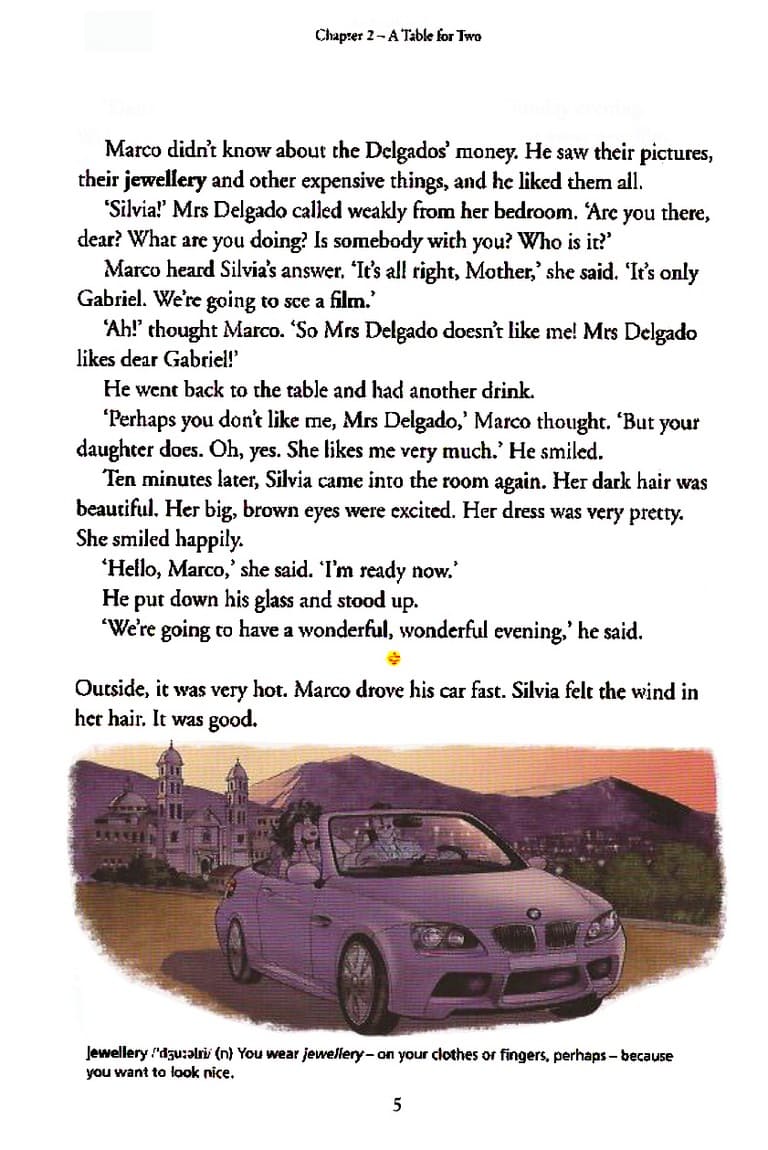 Chapter 2 – A Table for Two
Marco didn't know about the Delgados' money. He saw their pictures,
their jewellery and other expensive things, and he liked them all.
'Silvia!' Mrs Delgado called weakly from her bedroom. 'Are you there,
dear? What are you doing? Is somebody with you? Who is it?'
Marco heard Silvia's answer. 'It's all right, Mother,' she said. 'It's only
Gabriel. We're going to see a film.'
'Ah!' thought Marco. 'So Mrs Delgado doesn't like me! Mrs Delgado
likes dear Gabriel!'
He went back to the table and had another drink.
'Perhaps you don't like me, Mrs Delgado,' Marco thought. 'But your
daughter does. Oh, yes. She likes me very much.' He smiled.
Ten minutes later, Silvia came into the room again. Her dark hair was
beautiful. Her big, brown eyes were excited. Her dress was very pretty.
She smiled happily.
'Hello, Marco,' she said. 'I'm ready now.'
He put down his glass and stood up.
'We're going to have a wonderful, wonderful evening,' he said.
Outside, it was very hot. Marco drove his car fast. Silvia felt the wind in
her hair. It was good.
jewellery /ˈdʒuːəlri/ (n) You wear jewellery – on your clothes or fingers, perhaps – because
you want to look nice.
5